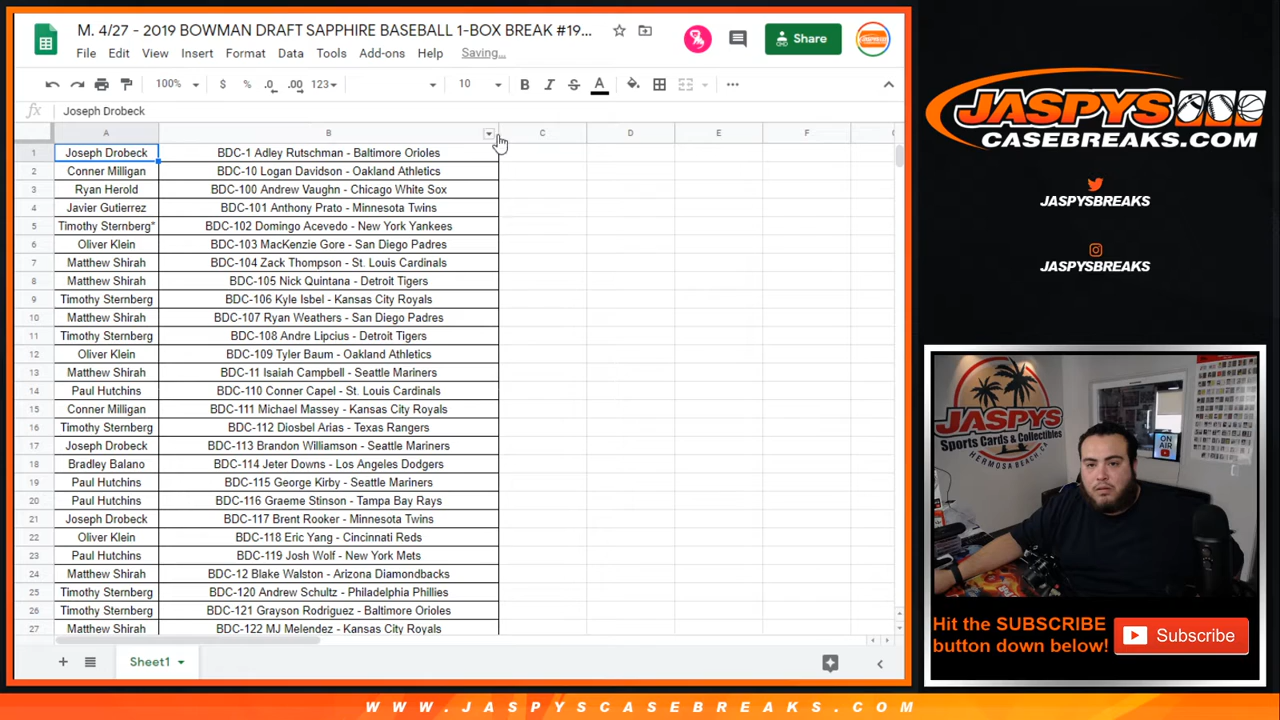 M. 4/27 - 2019 BOWMAN DRAFT SAPPHIRE BASEBALL 1-BOX BREAK #19...
Share
File Edit View Insert Format Data Tools Add-ons Help Saving...
100% $ % .0 .00 123 10 B I S A
fx Joseph Drobeck
A B C D E F
1 Joseph Drobeck BDC-1 Adley Rutschman - Baltimore Orioles
2 Conner Milligan BDC-10 Logan Davidson - Oakland Athletics
3 Ryan Herold BDC-100 Andrew Vaughn - Chicago White Sox
4 Javier Gutierrez BDC-101 Anthony Prato - Minnesota Twins
5 Timothy Sternberg" BDC-102 Domingo Acevedo - New York Yankees
6 Oliver Klein BDC-103 MacKenzie Gore - San Diego Padres
7 Matthew Shirah BDC-104 Zack Thompson - St. Louis Cardinals
8 Matthew Shirah BDC-105 Nick Quintana - Detroit Tigers
9 Timothy Sternberg BDC-106 Kyle Isbel - Kansas City Royals
10 Matthew Shirah BDC-107 Ryan Weathers - San Diego Padres
11 Timothy Sternberg BDC-108 Andre Lipcius - Detroit Tigers
12 Oliver Klein BDC-109 Tyler Baum - Oakland Athletics
13 Matthew Shirah BDC-11 Isaiah Campbell - Seattle Mariners
14 Paul Hutchins BDC-110 Conner Capel - St. Louis Cardinals
15 Conner Milligan BDC-111 Michael Massey - Kansas City Royals
16 Timothy Sternberg BDC-112 Diosbel Arias - Texas Rangers
17 Joseph Drobeck BDC-113 Brandon Williamson - Seattle Mariners
18 Bradley Balano BDC-114 Jeter Downs - Los Angeles Dodgers
19 Paul Hutchins BDC-115 George Kirby - Seattle Mariners
20 Paul Hutchins BDC-116 Graeme Stinson - Tampa Bay Rays
21 Joseph Drobeck BDC-117 Brent Rooker - Minnesota Twins
22 Oliver Klein BDC-118 Eric Yang - Cincinnati Reds
23 Paul Hutchins BDC-119 Josh Wolf - New York Mets
24 Matthew Shirah BDC-12 Blake Walston - Arizona Diamondbacks
25 Timothy Sternberg BDC-120 Andrew Schultz - Philadelphia Phillies
26 Timothy Sternberg BDC-121 Grayson Rodriguez - Baltimore Orioles
27 Matthew Shirah BDC-122 MJ Melendez - Kansas City Royals
Sheet1
JASPYS
CASEBREAKS.COM
JASPYSBREAKS
JASPYSBREAKS
JASPYS
Sports Cards & Collectibles
HERMOSA BEACH, CA
ON AIR
Hit the SUBSCRIBE
button down below!
Subscribe
WWW.JASPYSCASEBREAKS.COM